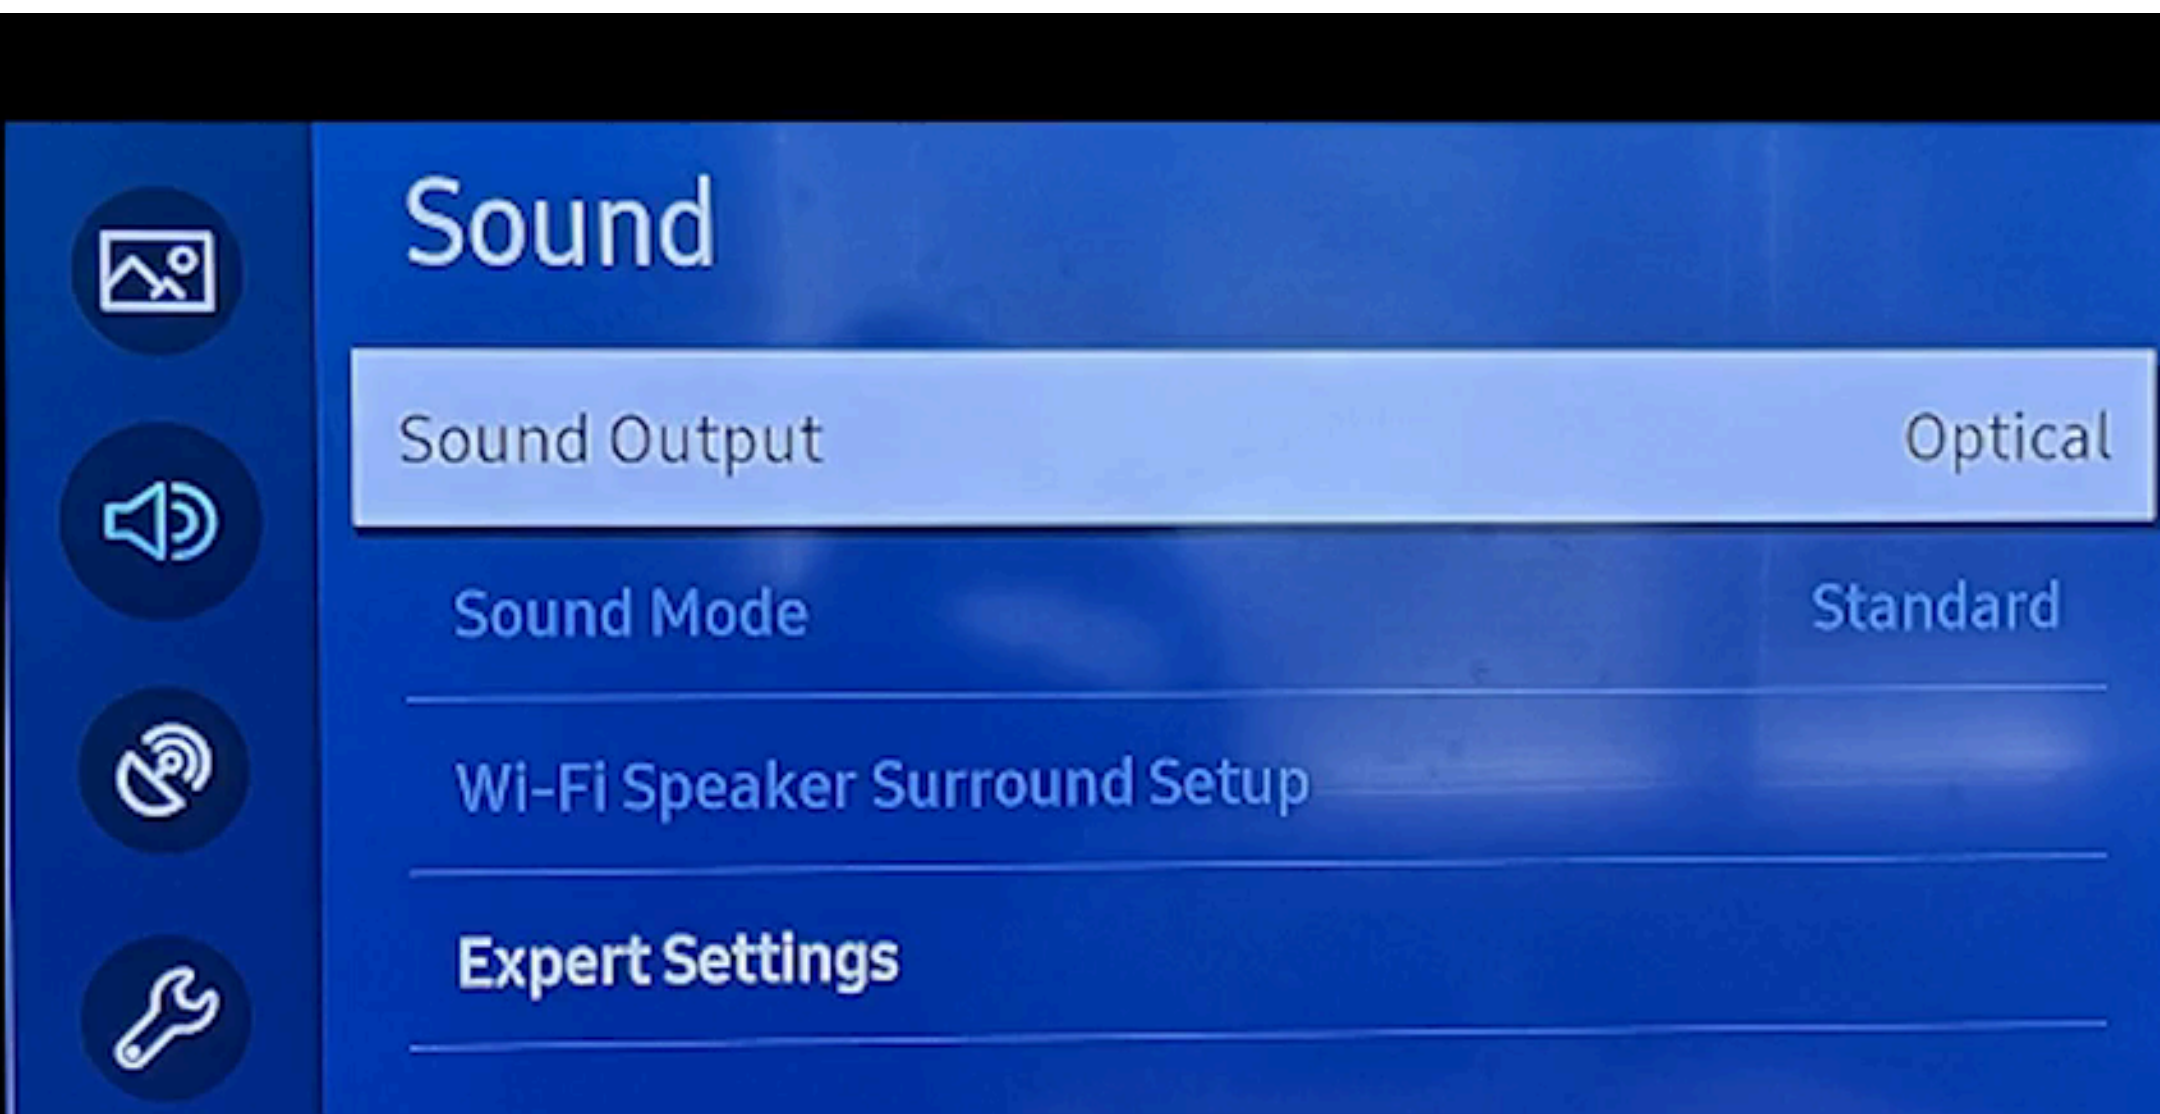 Sound
Sound Output Optical
Sound Mode Standard
Wi-Fi Speaker Surround Setup
Expert Settings